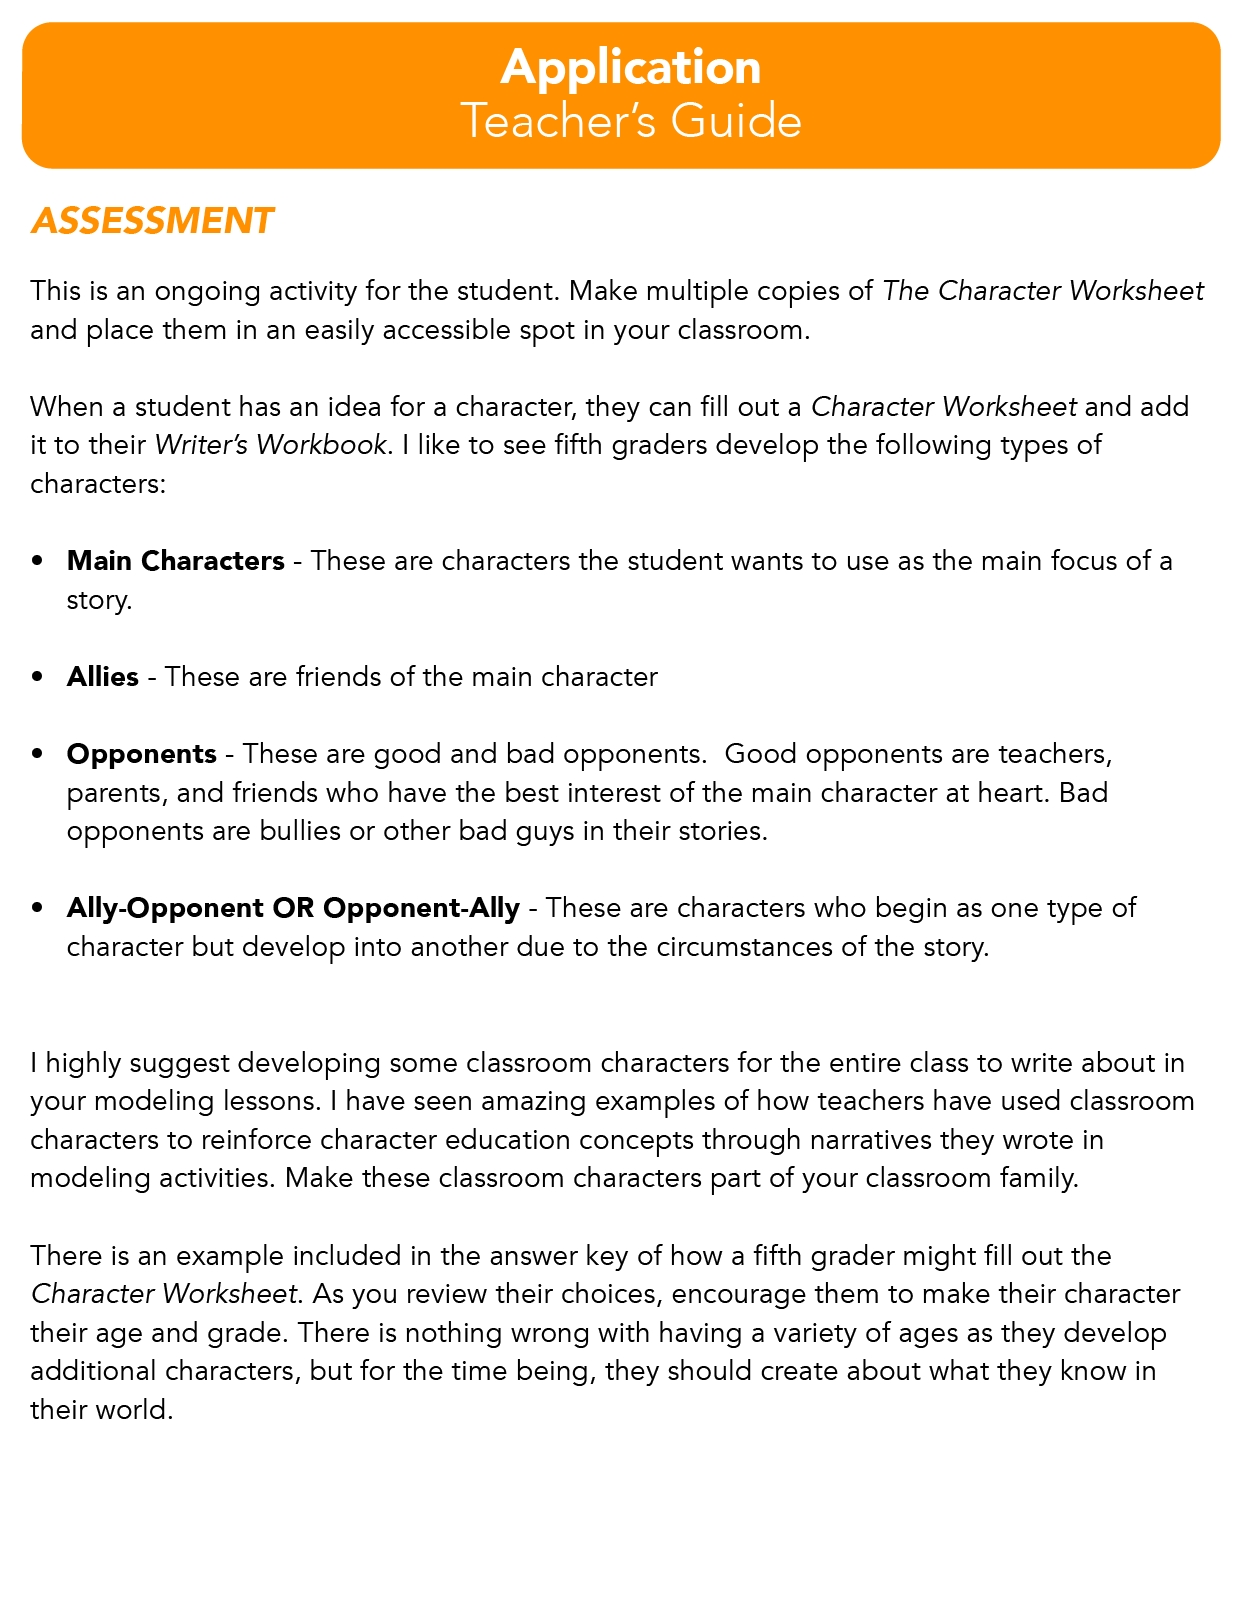 Application
Teacher’s Guide
ASSESSMENT
This is an ongoing activity for the student. Make multiple copies of The Character Worksheet
and place them in an easily accessible spot in your classroom.
When a student has an idea for a character, they can fill out a Character Worksheet and add
it to their Writer’s Workbook. I like to see fifth graders develop the following types of
characters:
• Main Characters - These are characters the student wants to use as the main focus of a
story.
• Allies - These are friends of the main character
• Opponents - These are good and bad opponents.  Good opponents are teachers,
parents, and friends who have the best interest of the main character at heart. Bad
opponents are bullies or other bad guys in their stories.
• Ally-Opponent OR Opponent-Ally - These are characters who begin as one type of
character but develop into another due to the circumstances of the story.
I highly suggest developing some classroom characters for the entire class to write about in
your modeling lessons. I have seen amazing examples of how teachers have used classroom
characters to reinforce character education concepts through narratives they wrote in
modeling activities. Make these classroom characters part of your classroom family.
There is an example included in the answer key of how a fifth grader might fill out the
Character Worksheet. As you review their choices, encourage them to make their character
their age and grade. There is nothing wrong with having a variety of ages as they develop
additional characters, but for the time being, they should create about what they know in
their world.